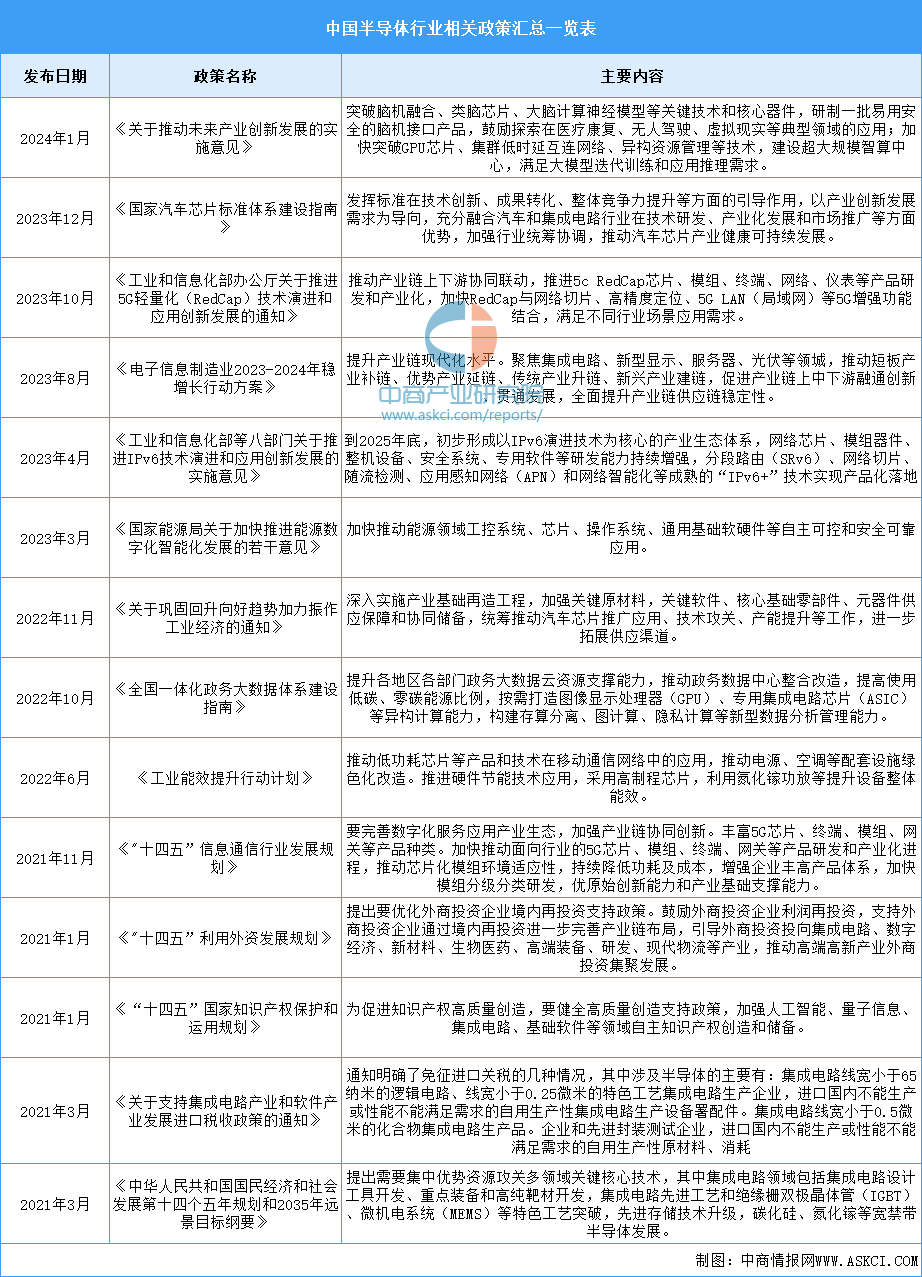 中国半导体行业相关政策汇总一览表
发布日期 政策名称 主要内容
2024年1月
《关于推动未来产业创新发展的实
施意见》
突破脑机融合、类脑芯片、大脑计算神经模型等关键技术和核心器件，研制一批易用安
全的脑机接口产品，鼓励探索在医疗康复、无人驾驶、虚拟现实等典型领域的应用；加
快突破GPU芯片、集群低时延互连网络、异构资源管理等技术，建设超大规模智算中
心，满足大模型迭代训练和应用推理需求。
2023年12月
《国家汽车芯片标准体系建设指南
》
发挥标准在技术创新、成果转化、整体竞争力提升等方面的引导作用，以产业创新发展
需求为导向，充分融合汽车和集成电路行业在技术研发、产业化发展和市场推广等方面
优势，加强行业统筹协调，推动汽车芯片产业健康可持续发展。
2023年10月
《工业和信息化部办公厅关于推进
5G轻量化（RedCap）技术演进和
应用创新发展的通知》
推动产业链上下游协同联动，推进5c RedCap芯片、模组、终端、网络、仪表等产品研
发和产业化，加快RedCap与网络切片、高精度定位、5G LAN（局域网）等5G增强功能
结合，满足不同行业场景应用需求。
2023年8月
《电子信息制造业2023-2024年稳
增长行动方案》
提升产业链现代化水平。聚焦集成电路、新型显示、服务器、光伏等领城，推动短板产
业补链、优势产业延链、传统产业升链、新兴产业建链，促进产业链上中下游融通创新
、贯通发展，全面提升产业链供应链稳定性。
中商产业研究院
www.askci.com/reports/
2023年4月
《工业和信息化部等八部门关于推
进IPv6技术演进和应用创新发展的
实施意见》
到2025年底，初步形成以IPv6演进技术为核心的产业生态体系，网络芯片、模组器件、
整机设备、安全系统、专用软件等研发能力持续增强，分段路由（SRv6）、网络切片、
随流检测、应用感知网络（APN）和网络智能化等成熟的“IPv6+”技术实现产品化落地
2023年3月
《国家能源局关于加快推进能源数
字化智能化发展的若干意见》
加快推动能源领域工控系统、芯片、操作系统、通用基础软硬件等自主可控和安全可靠
应用。
2022年11月
《关于巩固回升向好趋势加力振作
工业经济的通知》
深入实施产业基础再造工程，加强关键原材料，关键软件、核心基础零部件、元器件供
应保障和协同储备，统筹推动汽车芯片推广应用、技术攻关、产能提升等工作，进一步
拓展供应渠道。
2022年10月
《全国一体化政务大数据体系建设
指南》
提升各地区各部门政务大数据云资源支撑能力，推动政务数据中心整合改造，提高使用
低碳、零碳能源比例，按需打造图像显示处理器（GPU）、专用集成电路芯片（ASIC）
等异构计算能力，构建存算分离、图计算、隐私计算等新型数据分析管理能力。
2022年6月
《工业能效提升行动计划》
推动低功耗芯片等产品和技术在移动通信网络中的应用，推动电源、空调等配套设施绿
色化改造。推进硬件节能技术应用，采用高制程芯片，利用氮化镓功放等提升设备整体
能效。
2021年11月
《"十四五”信息通信行业发展规
划》
要完善数字化服务应用产业生态，加强产业链协同创新。丰富5G芯片、终端、模组、网
关等产品种类。加快推动面向行业的5G芯片、模组、终端、网关等产品研发和产业化进
程，推动芯片化模组环境适应性，持续降低功耗及成本，增强企业丰高产品体系，加快
模组分级分类研发，优原始创新能力和产业基础支撑能力。
2021年1月
《"十四五”利用外资发展规划》
提出要优化外商投资企业境内再投资支持政策。鼓励外商投资企业利润再投资，支持外
商投资企业通过境内再投资进一步完善产业链布局，引导外商投资投向集成电路、数字
经济、新材料、生物医药、高端装备、研发、现代物流等产业，推动高端高新产业外商
投资集聚发展。
2021年1月
《“十四五”国家知识产权保护和
运用规划》
为促进知识产权高质量创造，要健全高质量创造支持政策，加强人工智能、量子信息、
集成电路、基础软件等领域自主知识产权创造和储备。
2021年3月
《关于支持集成电路产业和软件产
业发展进口税收政策的通知》
通知明确了免征进口关税的几种情况，其中涉及半导体的主要有：集成电路线宽小于65
纳米的逻辑电路、线宽小于0.25微米的特色工艺集成电路生产企业，进口国内不能生产
或性能不能满足需求的自用生产性集成电路生产设备署配件。集成电路线宽小于0.5微
米的化合物集成电路生产品。企业和先进封装测试企业，进口国内不能生产或性能不能
满足需求的自用生产性原材料、消耗
2021年3月
《中华人民共和国国民经济和社会
发展第十四个五年规划和2035年远
景目标纲要》
提出需要集中优势资源攻关多领域关键核心技术，其中集成电路领域包括集成电路设计
工具开发、重点装备和高纯靶材开发，集成电路先进工艺和绝缘栅双极晶体管（IGBT）
、微机电系统（MEMS）等特色工艺突破，先进存储技术升级，碳化硅、氮化镓等宽禁带
半导体发展。
制图：中商情报网WWW.ASKCI.COM